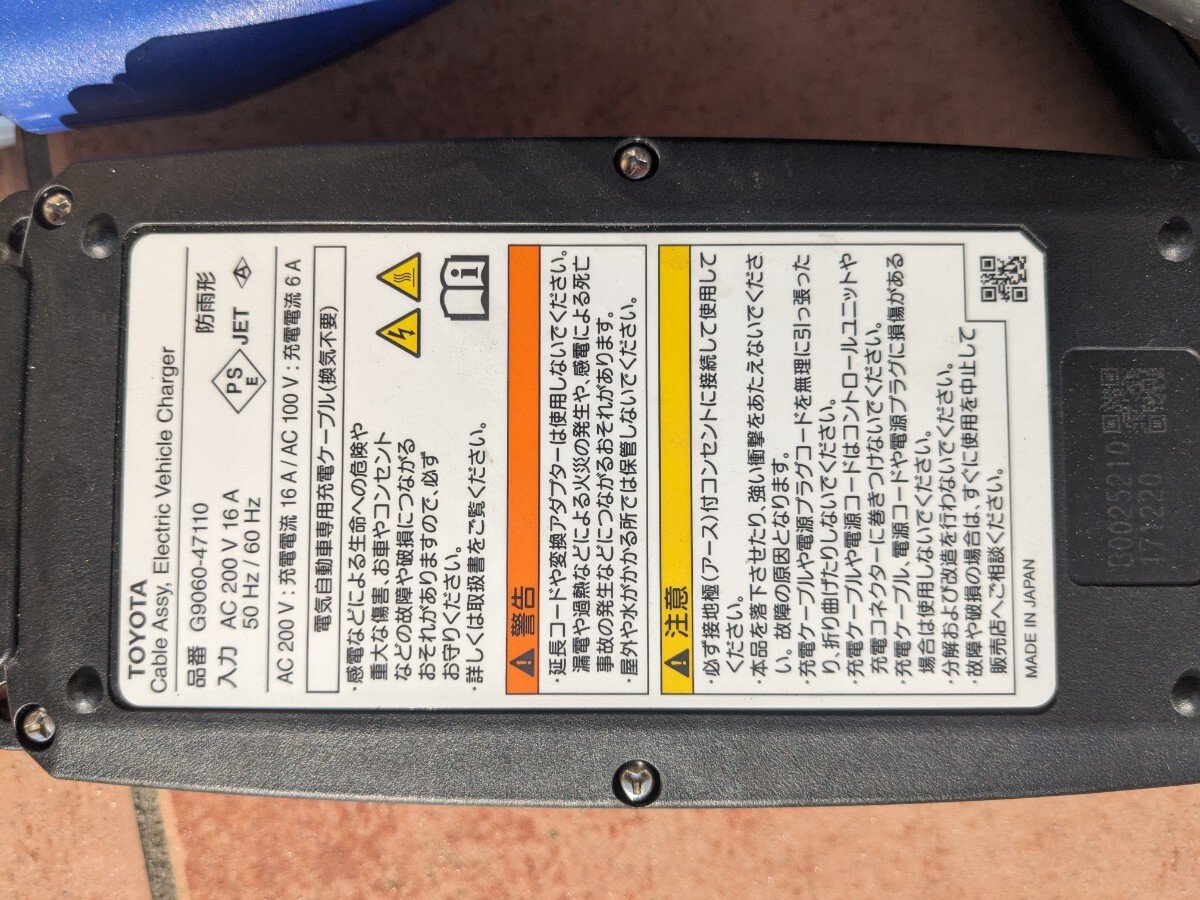 TOYOTA
Cable Assy, Electric Vehicle Charger
品番 G9060-47110 防雨形
入力 AC 200 V 16 A
50 Hz / 60 Hz
PS
E
JET
AC 200 V : 充電電流 16 A / AC 100 V : 充電電流 6 A
電気自動車専用充電ケーブル(換気不要)
・感電などによる生命への危険や
重大な傷害、お車やコンセント
などの故障や破損につながる
おそれがありますので、必ず
お守りください。
・詳しくは取扱書をご覧ください。
警告
・延長コードや変換アダプターは使用しないでください。
漏電や過熱などによる火災の発生や、感電による死亡
事故の発生などにつながるおそれがあります。
・屋外や水がかかる所では保管しないでください。
注意
・必ず接地極(アース)付コンセントに接続して使用して
ください。
・本品を落下させたり、強い衝撃をあたえないでくださ
い。故障の原因となります。
・充電ケーブルや電源プラグコードを無理に引っ張った
り、折り曲げたりしないでください。
・充電ケーブルや電源コードはコントロールユニットや
充電コネクターに巻きつけないでください。
・充電ケーブル、電源コードや電源プラグに損傷がある
場合は使用しないでください。
・分解および改造を行わないでください。
・故障や破損の場合は、すぐに使用を中止して
販売店へご相談ください。
MADE IN JAPAN
B0025210
17'220